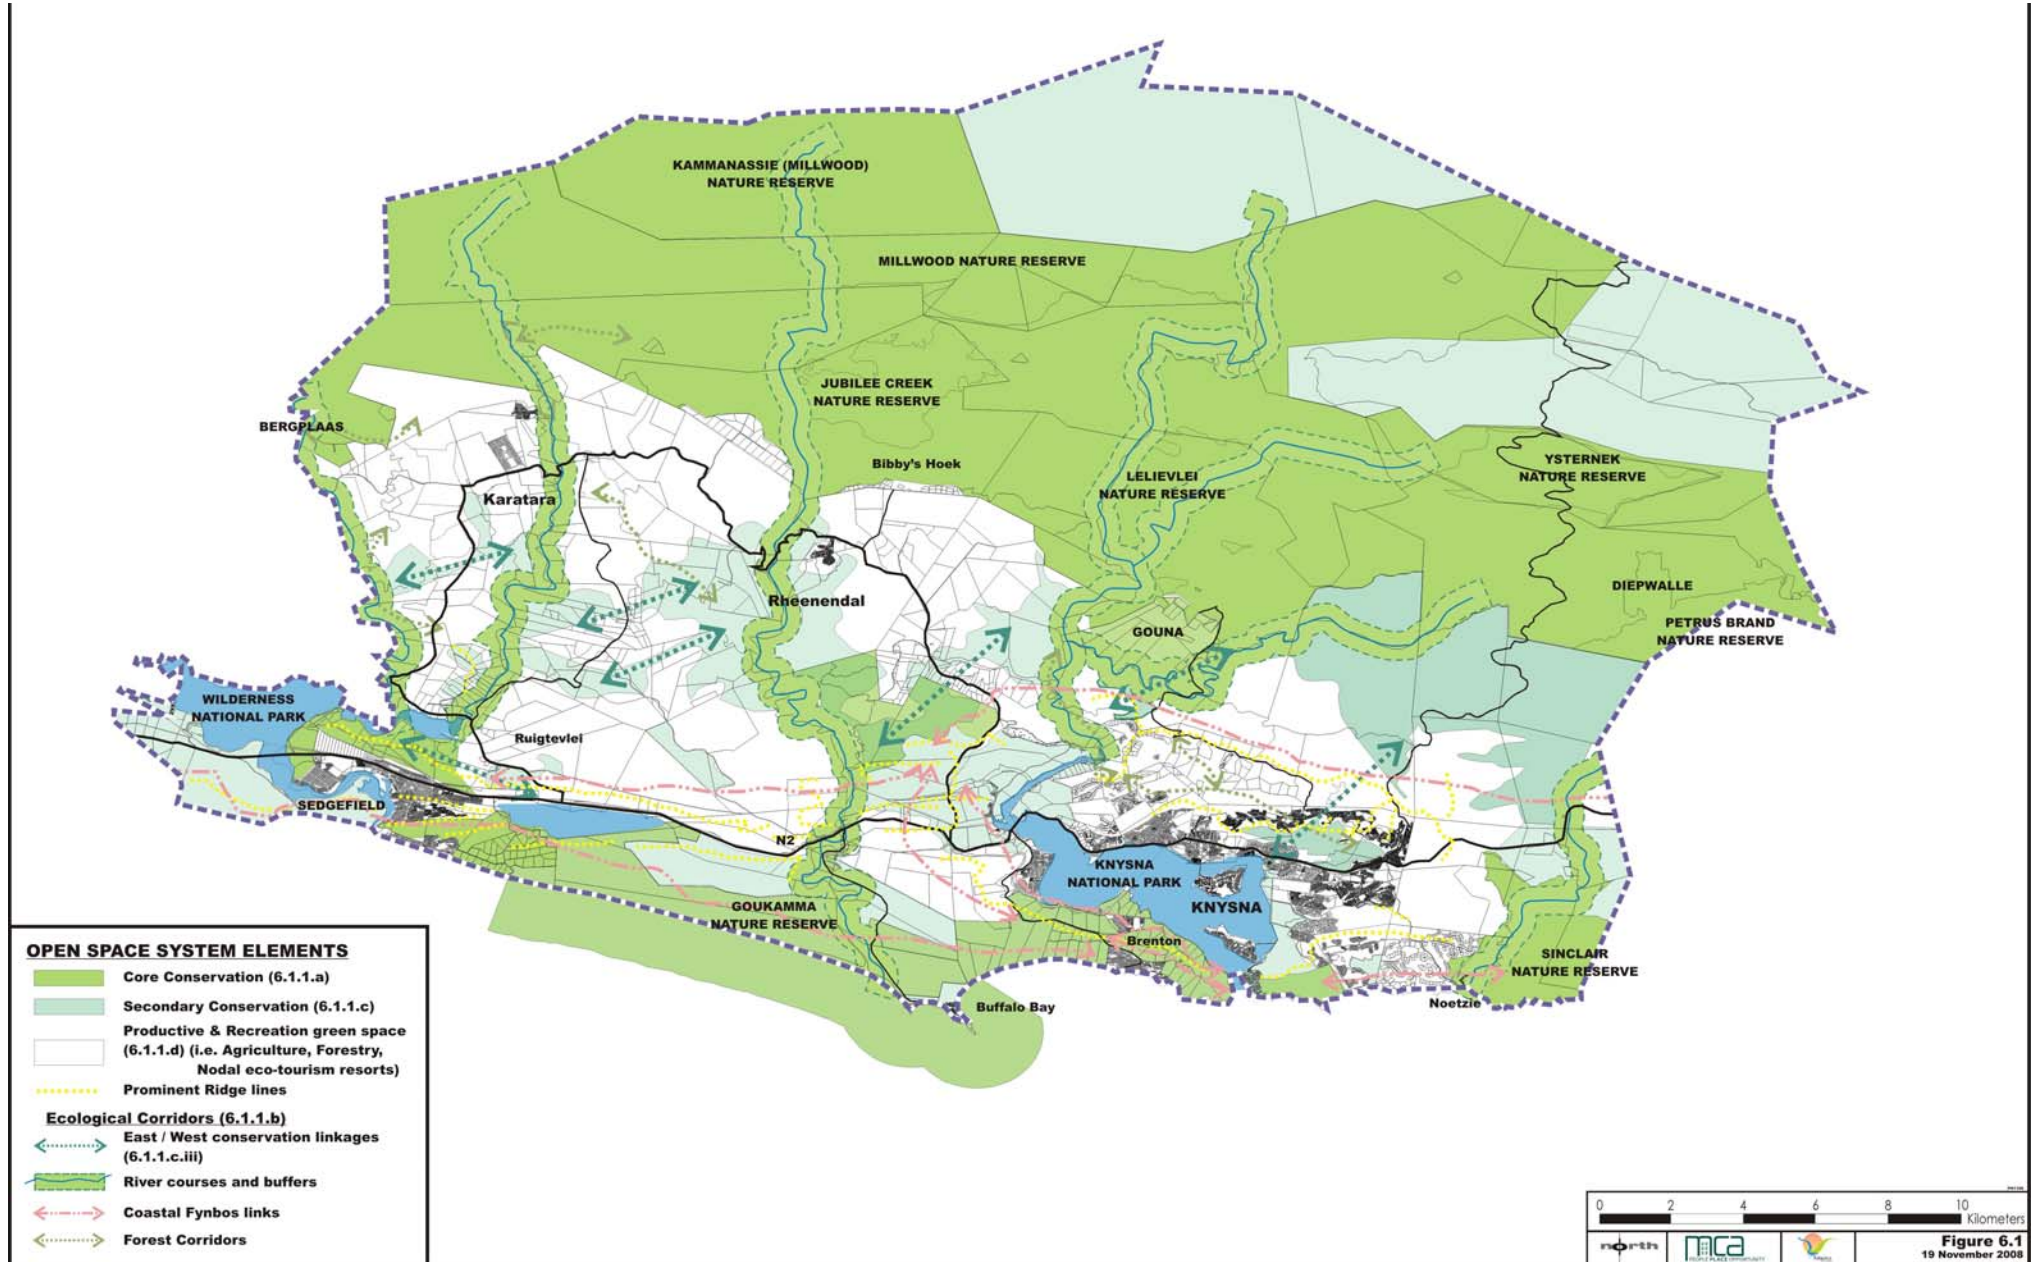 KAMMANASSIE (MILLWOOD)
NATURE RESERVE
MILLWOOD NATURE RESERVE
JUBILEE CREEK
NATURE RESERVE
BERGPLAAS
Bibby's Hoek
YSTERNEK
NATURE RESERVE
LELIEVLEI
NATURE RESERVE
Karatara
DIEPWALLE
Rheenendal
PETRUS BRAND
NATURE RESERVE
GOUNA
WILDERNESS
NATIONAL PARK
Ruigtevlei
SEDGEFIELD
N2
KNYSNA
NATIONAL PARK
KNYSNA
GOUKAMMA
NATURE RESERVE
Brenton
SINCLAIR
NATURE RESERVE
Noetzie
Buffalo Bay
OPEN SPACE SYSTEM ELEMENTS
Core Conservation (6.1.1.a)
Secondary Conservation (6.1.1.c)
Productive & Recreation green space
(6.1.1.d) (i.e. Agriculture, Forestry,
Nodal eco-tourism resorts)
Prominent Ridge lines
Ecological Corridors (6.1.1.b)
East / West conservation linkages
(6.1.1.c.iii)
River courses and buffers
Coastal Fynbos links
Forest Corridors
0 2 4 6 8 10
Kilometers
north
mca
PEOPLE PLACE OPPORTUNITY
Figure 6.1
19 November 2008